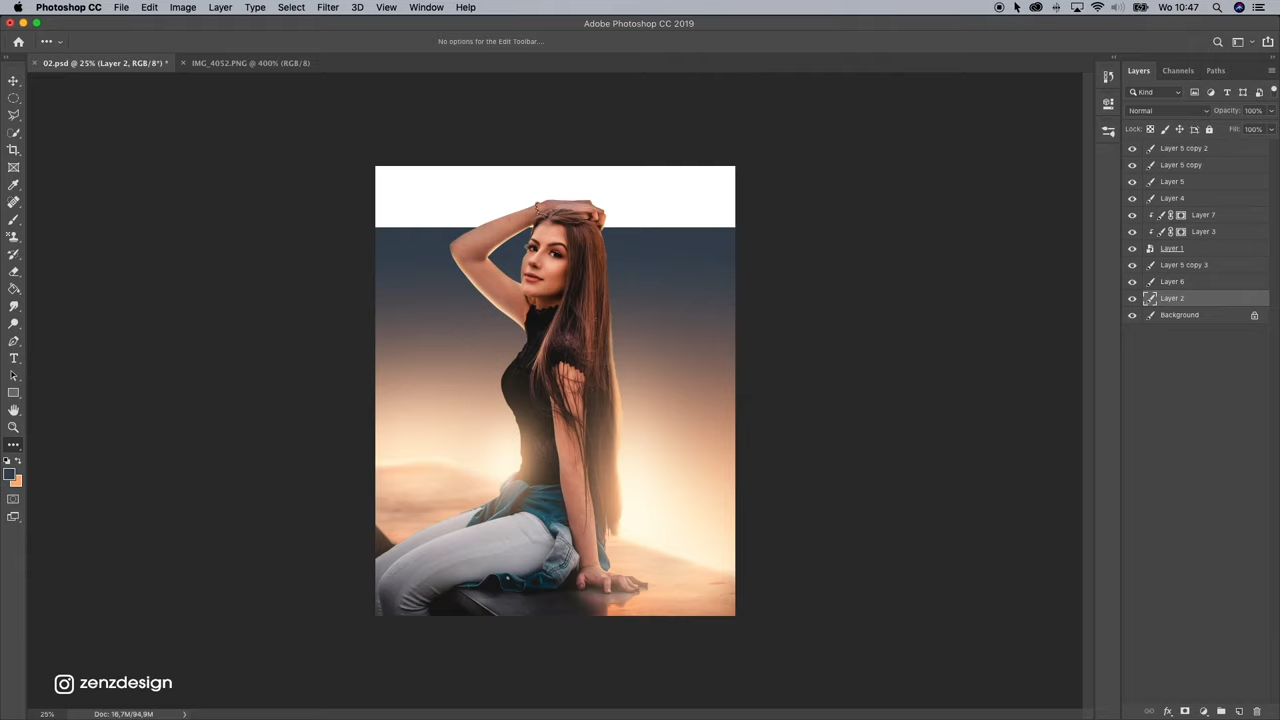 Photoshop CC File Edit Image Layer Type Select Filter 3D View Window Help Wo 10:47
Adobe Photoshop CC 2019
No options for the Edit Toolbar....
02.psd @ 25% (Layer 2, RGB/8*) * IMG_4052.PNG @ 400% (RGB/8)
Layers Channels Paths
Kind
Normal Opacity: 100%
Lock: Fill: 100%
Layer 5 copy 2
Layer 5 copy
Layer 5
Layer 4
Layer 7
Layer 3
Layer 1
Layer 5 copy 3
Layer 6
Layer 2
Background
zenzdesign
25% Doc: 16,7M/94,9M